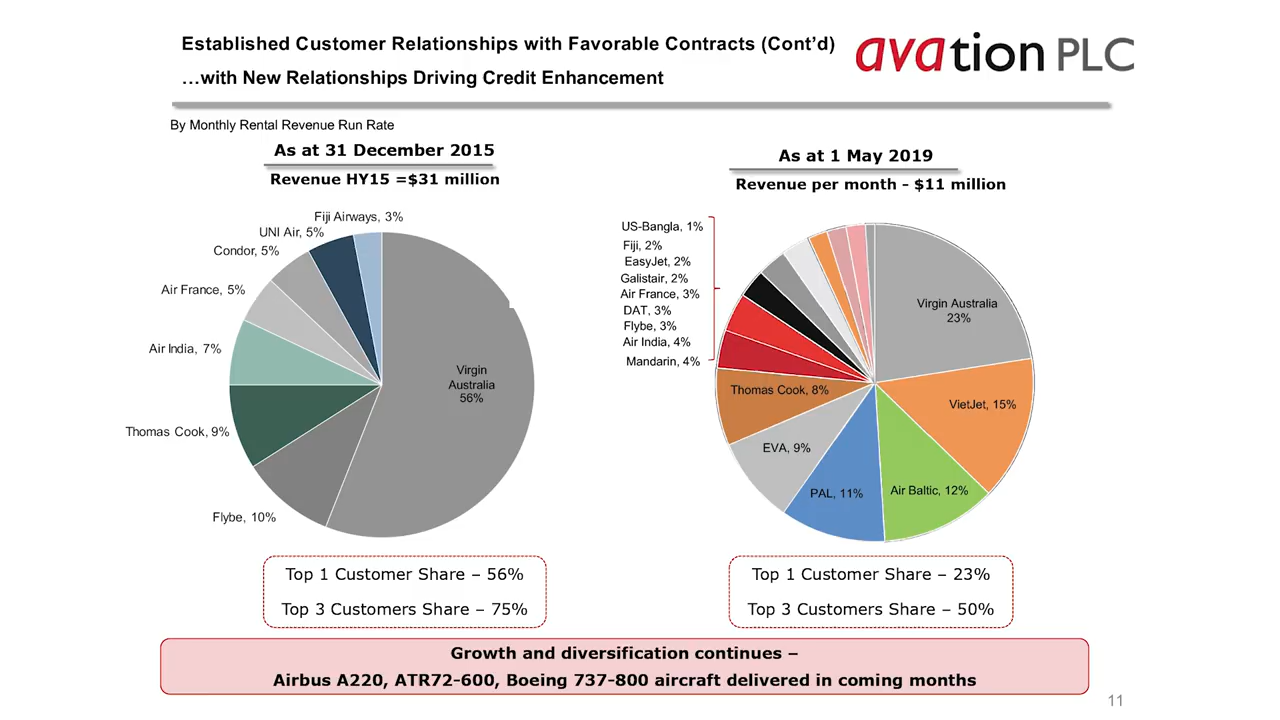 Established Customer Relationships with Favorable Contracts (Cont'd)
…with New Relationships Driving Credit Enhancement
avation PLC
By Monthly Rental Revenue Run Rate
As at 31 December 2015
Revenue HY15 =$31 million
Fiji Airways, 3%
UNI Air, 5%
Condor, 5%
Air France, 5%
Air India, 7%
Thomas Cook, 9%
Flybe, 10%
Virgin
Australia
56%
Top 1 Customer Share – 56%
Top 3 Customers Share – 75%
As at 1 May 2019
Revenue per month - $11 million
US-Bangla, 1%
Fiji, 2%
EasyJet, 2%
Galistair, 2%
Air France, 3%
DAT, 3%
Flybe, 3%
Air India, 4%
Mandarin, 4%
Thomas Cook, 8%
EVA, 9%
PAL, 11%
Air Baltic, 12%
VietJet, 15%
Virgin Australia
23%
Top 1 Customer Share – 23%
Top 3 Customers Share – 50%
Growth and diversification continues –
Airbus A220, ATR72-600, Boeing 737-800 aircraft delivered in coming months
11